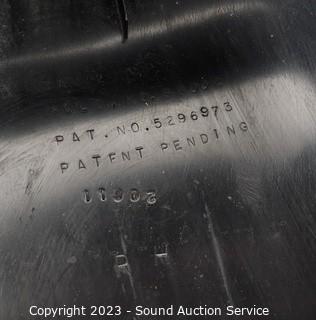 PAT. NO. 5296973
PATENT PENDING
Copyright 2023 - Sound Auction Service